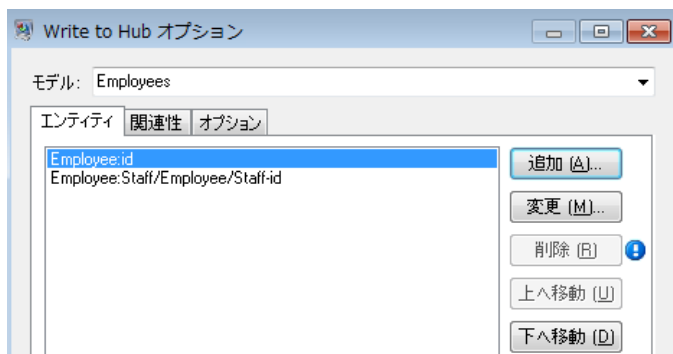 Write to Hub オプション
モデル: Employees
エンティティ 関連性 オプション
Employee:id
Employee:Staff/Employee/Staff-id
追加 (A)...
変更 (M)...
削除 (R)
上へ移動 (U)
下へ移動 (D)